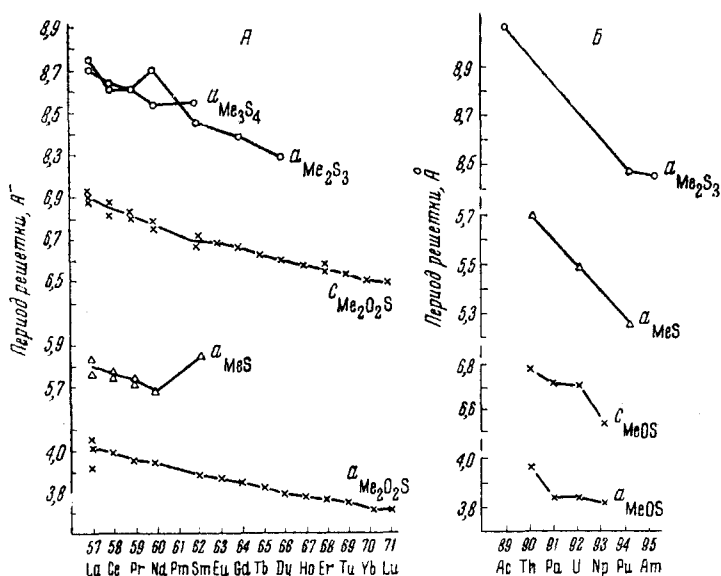 А
Б
Период решетки, А
8,9
8,7
8,5
8,3
6,9
6,7
6,5
5,9
5,7
4,0
3,8
a Me₃S₄
a Me₂S₃
c Me₂O₂S
a MeS
a Me₂O₂S
57 58 59 60 61 62 63 64 65 66 67 68 69 70 71
La Ce Pr Nd Pm Sm Eu Gd Tb Dy Ho Er Tu Yb Lu
Период решетки, Å
8,9
8,7
8,5
5,7
5,5
5,3
6,8
6,6
4,0
3,8
a Me₂S₃
a MeS
c MeOS
a MeOS
89 90 91 92 93 94 95
Ac Th Pa U Np Pu Am